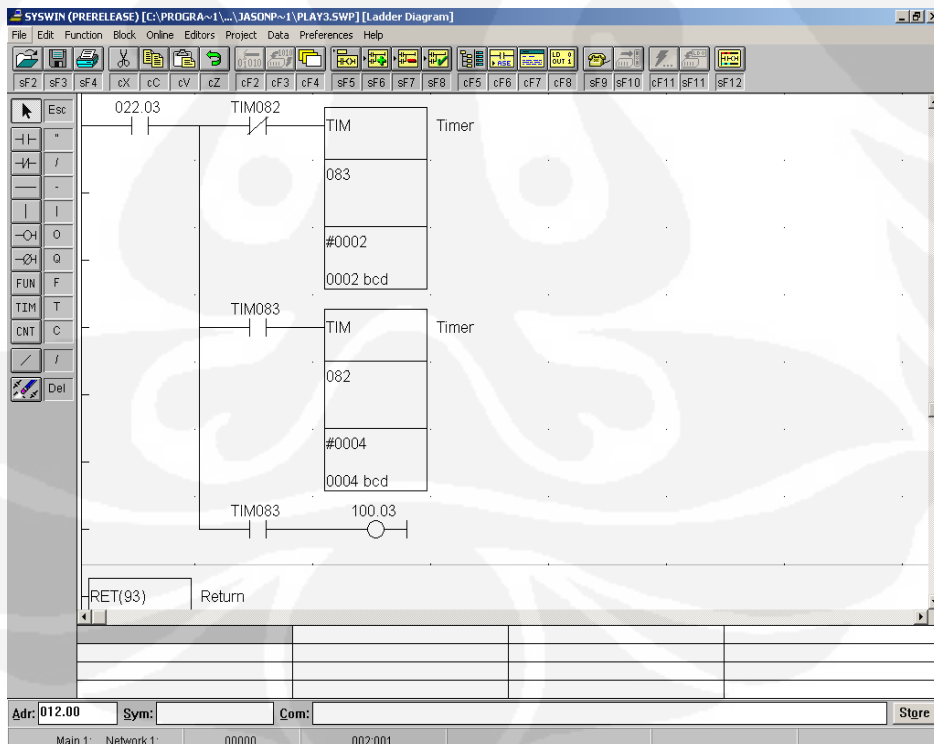 SYSWIN (PRERELEASE) [C:\PROGRA~1\...\JASONP~1\PLAY3.SWP] [Ladder Diagram]
File Edit Function Block Online Editors Project Data Preferences Help
sF2 sF3 sF4 cX cC cV cZ cF2 cF3 cF4 sF5 sF6 sF7 sF8 cF5 cF6 cF7 cF8 sF9 sF10 cF11 sF11 sF12
Esc
"
/
-
|
O
Q
FUN F
TIM T
CNT C
/
Del
022.03 TIM082
TIM Timer
083
#0002
0002 bcd
TIM083
TIM Timer
082
#0004
0004 bcd
TIM083 100.03
RET(93) Return
Adr: 012.00 Sym: Com: Store
Main 1: Network 1: 00000 002:001